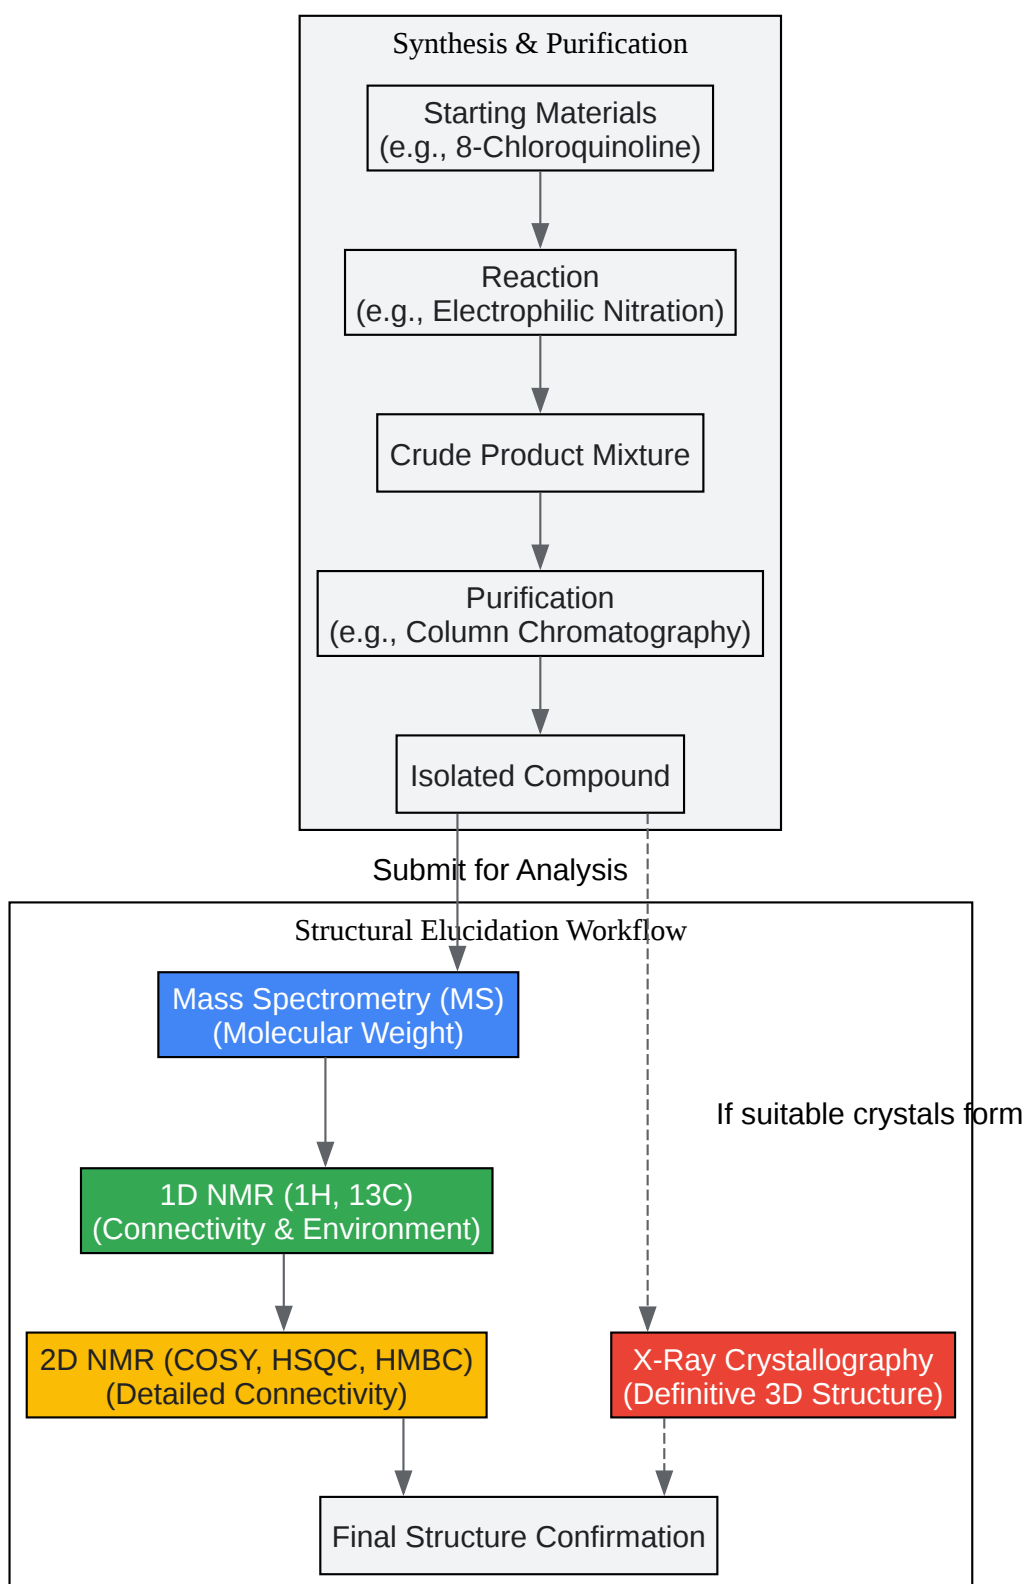 Synthesis & Purification
Starting Materials
(e.g., 8-Chloroquinoline)
Reaction
(e.g., Electrophilic Nitration)
Crude Product Mixture
Purification
(e.g., Column Chromatography)
Isolated Compound
Submit for Analysis
Structural Elucidation Workflow
Mass Spectrometry (MS)
(Molecular Weight)
If suitable crystals form
1D NMR (1H, 13C)
(Connectivity & Environment)
2D NMR (COSY, HSQC, HMBC)
(Detailed Connectivity)
X-Ray Crystallography
(Definitive 3D Structure)
Final Structure Confirmation